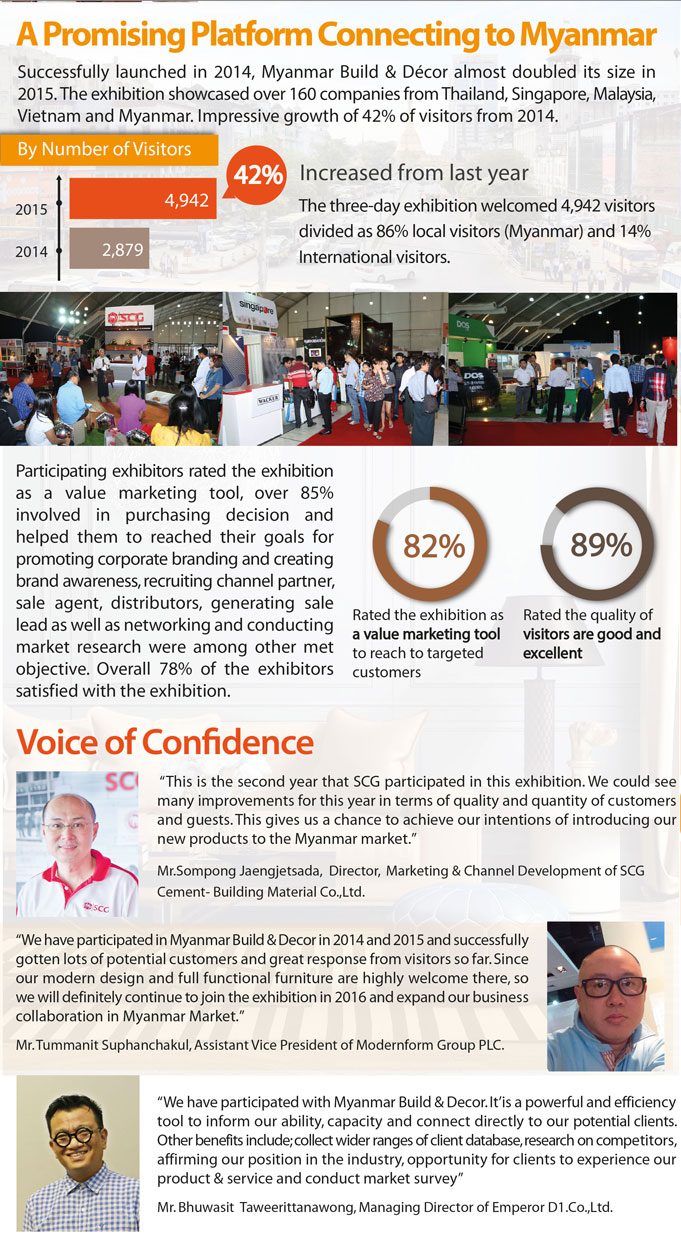 A Promising Platform Connecting to Myanmar
Successfully launched in 2014, Myanmar Build & Décor almost doubled its size in
2015. The exhibition showcased over 160 companies from Thailand, Singapore, Malaysia,
Vietnam and Myanmar. Impressive growth of 42% of visitors from 2014.
By Number of Visitors
2015
4,942
2014
2,879
42%
Increased from last year
The three-day exhibition welcomed 4,942 visitors
divided as 86% local visitors (Myanmar) and 14%
International visitors.
SCG
singapore
WACKER
DOS
DOS
Participating exhibitors rated the exhibition
as a value marketing tool, over 85%
involved in purchasing decision and
helped them to reached their goals for
promoting corporate branding and creating
brand awareness, recruiting channel partner,
sale agent, distributors, generating sale
lead as well as networking and conducting
market research were among other met
objective. Overall 78% of the exhibitors
satisfied with the exhibition.
82%
Rated the exhibition as
a value marketing tool
to reach to targeted
customers
89%
Rated the quality of
visitors are good and
excellent
Voice of Confidence
SC
SCG
“This is the second year that SCG participated in this exhibition. We could see
many improvements for this year in terms of quality and quantity of customers
and guests. This gives us a chance to achieve our intentions of introducing our
new products to the Myanmar market.”
Mr.Sompong Jaengjetsada, Director, Marketing & Channel Development of SCG
Cement- Building Material Co.,Ltd.
“We have participated in Myanmar Build & Decor in 2014 and 2015 and successfully
gotten lots of potential customers and great response from visitors so far. Since
our modern design and full functional furniture are highly welcome there, so
we will definitely continue to join the exhibition in 2016 and expand our business
collaboration in Myanmar Market.”
Mr. Tummanit Suphanchakul, Assistant Vice President of Modernform Group PLC.
“We have participated with Myanmar Build & Decor. It'is a powerful and efficiency
tool to inform our ability, capacity and connect directly to our potential clients.
Other benefits include; collect wider ranges of client database, research on competitors,
affirming our position in the industry, opportunity for clients to experience our
product & service and conduct market survey”
Mr. Bhuwasit Taweerittanawong, Managing Director of Emperor D1.Co.,Ltd.